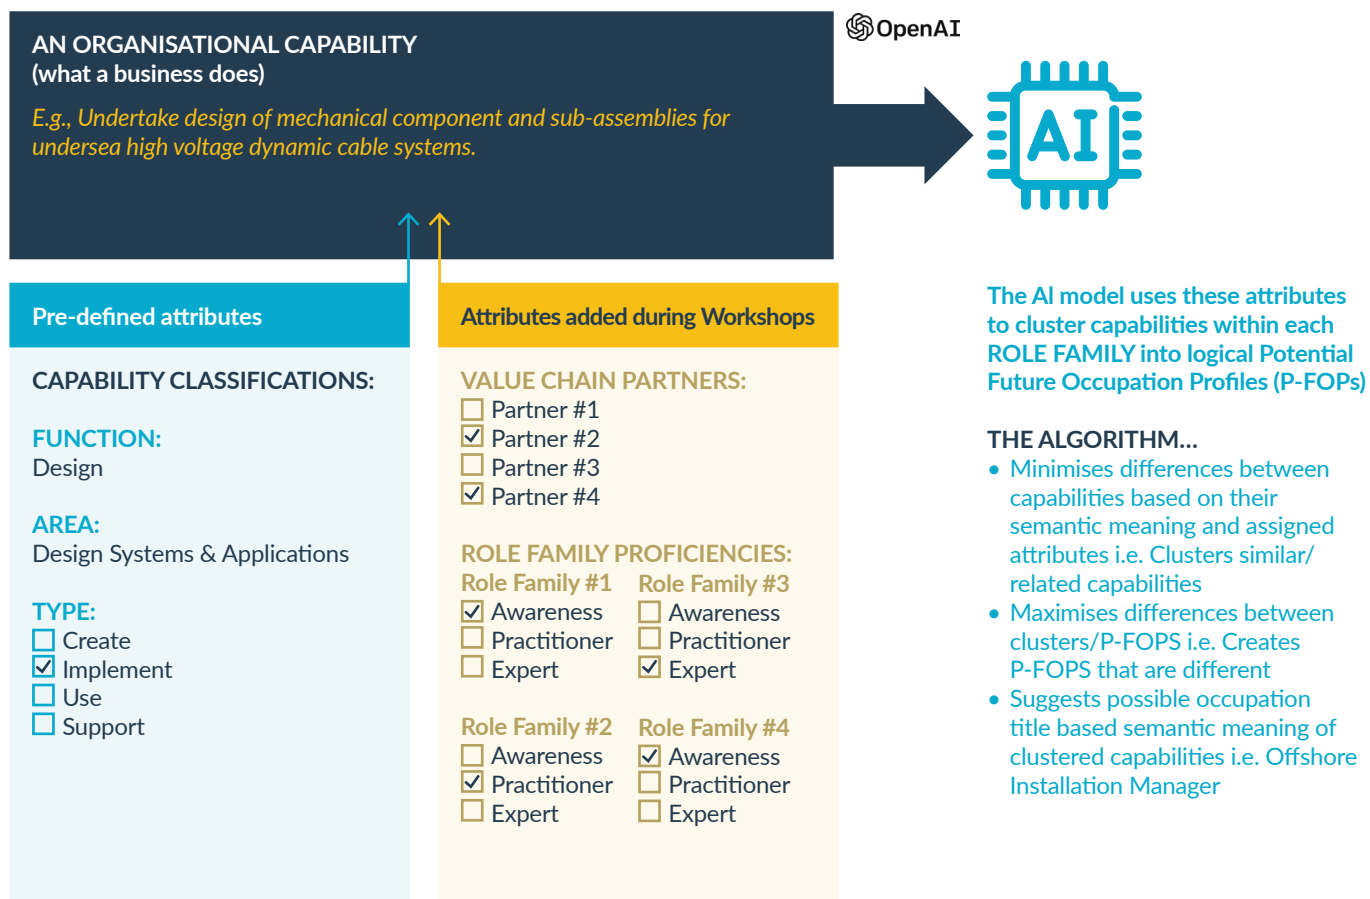 AN ORGANISATIONAL CAPABILITY
(what a business does)
E.g., Undertake design of mechanical component and sub-assemblies for
undersea high voltage dynamic cable systems.
OpenAI
AI
Pre-defined attributes
CAPABILITY CLASSIFICATIONS:
FUNCTION:
Design
AREA:
Design Systems & Applications
TYPE:
Create
Implement
Use
Support
Attributes added during Workshops
VALUE CHAIN PARTNERS:
Partner #1
Partner #2
Partner #3
Partner #4
ROLE FAMILY PROFICIENCIES:
Role Family #1
Awareness
Practitioner
Expert
Role Family #3
Awareness
Practitioner
Expert
Role Family #2
Awareness
Practitioner
Expert
Role Family #4
Awareness
Practitioner
Expert
The AI model uses these attributes
to cluster capabilities within each
ROLE FAMILY into logical Potential
Future Occupation Profiles (P-FOPs)
THE ALGORITHM...
• Minimises differences between
capabilities based on their
semantic meaning and assigned
attributes i.e. Clusters similar/
related capabilities
• Maximises differences between
clusters/P-FOPS i.e. Creates
P-FOPS that are different
• Suggests possible occupation
title based semantic meaning of
clustered capabilities i.e. Offshore
Installation Manager